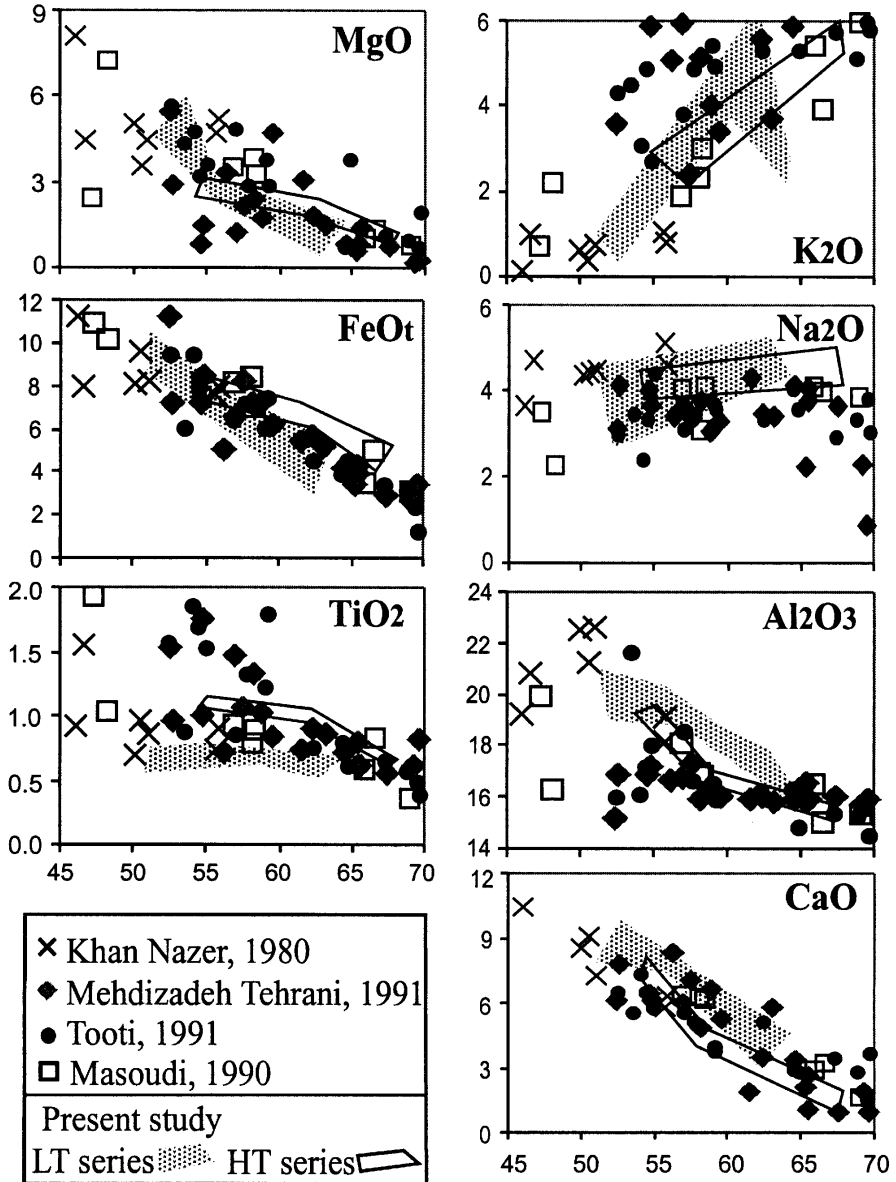 9
6
3
0
MgO
6
4
2
0
K2O
12
10
8
6
4
2
0
FeOt
6
4
2
0
Na2O
2.0
1.5
1.0
0.5
0.0
TiO2
45 50 55 60 65 70
24
22
20
18
16
14
Al2O3
12
9
6
3
0
CaO
45 50 55 60 65 70
Khan Nazer, 1980
Mehdizadeh Tehrani, 1991
Tooti, 1991
Masoudi, 1990
Present study
LT series HT series